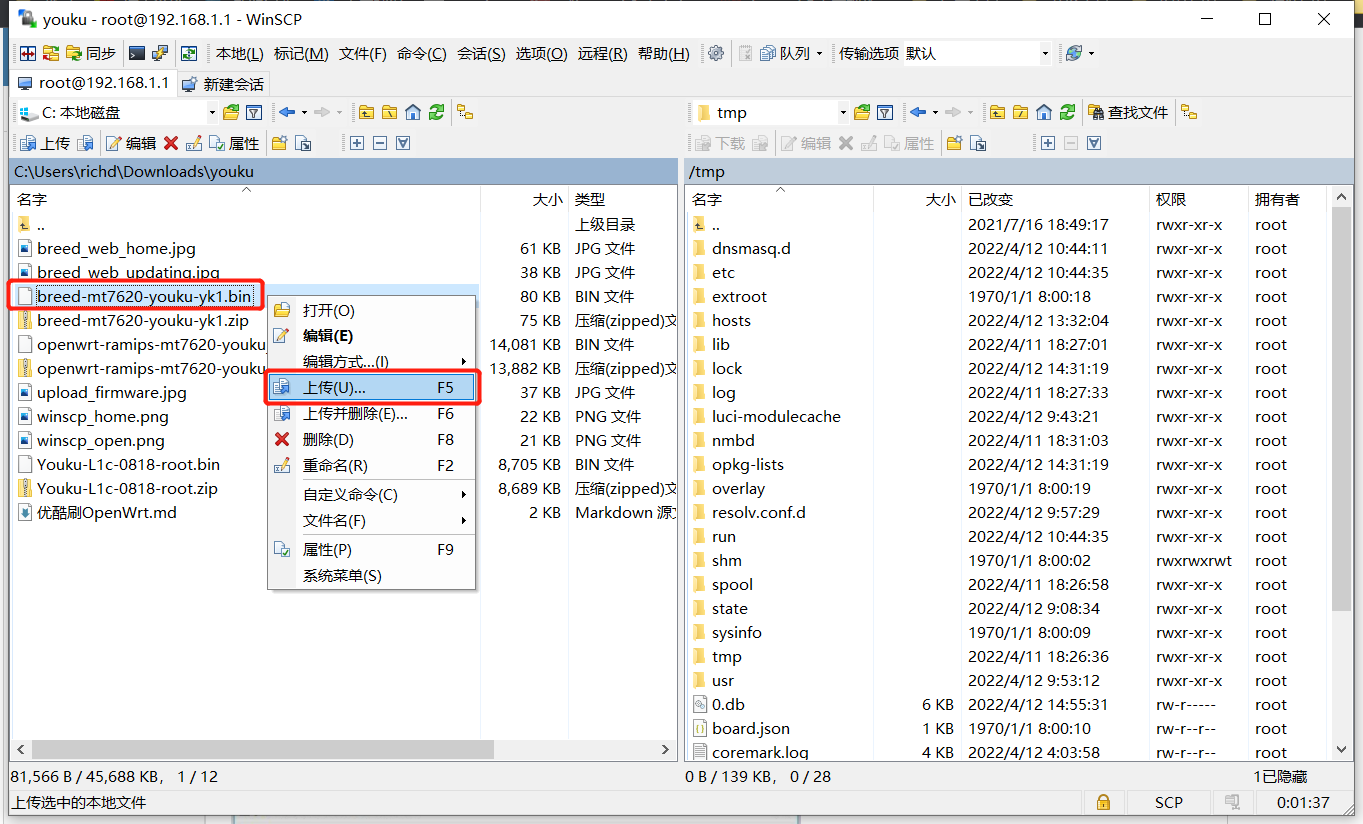 youku - root@192.168.1.1 - WinSCP
同步 本地(L) 标记(M) 文件(F) 命令(C) 会话(S) 选项(O) 远程(R) 帮助(H) 队列 传输选项 默认
root@192.168.1.1 新建会话
C: 本地磁盘
上传 编辑 属性
C:\Users\richd\Downloads\youku
名字 大小 类型
.. 上级目录
breed_web_home.jpg 61 KB JPG 文件
breed_web_updating.jpg 38 KB JPG 文件
breed-mt7620-youku-yk1.bin 80 KB BIN 文件
breed-mt7620-youku-yk1.zip 75 KB 压缩(zipped)文
openwrt-ramips-mt7620-youku 14,081 KB BIN 文件
openwrt-ramips-mt7620-youku 13,882 KB 压缩(zipped)文
upload_firmware.jpg 37 KB JPG 文件
winscp_home.png 22 KB PNG 文件
winscp_open.png 21 KB PNG 文件
Youku-L1c-0818-root.bin 8,705 KB BIN 文件
Youku-L1c-0818-root.zip 8,689 KB 压缩(zipped)文
优酷刷OpenWrt.md 2 KB Markdown 源文
打开(O)
编辑(E)
编辑方式...(I)
上传(U)... F5
上传并删除(E)... F6
删除(D) F8
重命名(R) F2
自定义命令(C)
文件名(F)
属性(P) F9
系统菜单(S)
81,566 B / 45,688 KB, 1 / 12
tmp 查找文件
下载 编辑 属性
/tmp
名字 大小 已改变 权限 拥有者
.. 2021/7/16 18:49:17 rwxr-xr-x root
dnsmasq.d 2022/4/12 10:44:11 rwxr-xr-x root
etc 2022/4/12 10:44:35 rwxr-xr-x root
extroot 1970/1/1 8:00:18 rwxr-xr-x root
hosts 2022/4/12 13:32:04 rwxr-xr-x root
lib 2022/4/11 18:27:01 rwxr-xr-x root
lock 2022/4/12 14:31:19 rwxr-xr-x root
log 2022/4/11 18:27:33 rwxr-xr-x root
luci-modulecache 2022/4/12 9:43:21 rwxr-xr-x root
nmbd 2022/4/11 18:31:03 rwxr-xr-x root
opkg-lists 2022/4/12 14:31:19 rwxr-xr-x root
overlay 1970/1/1 8:00:19 rwxr-xr-x root
resolv.conf.d 2022/4/12 9:57:29 rwxr-xr-x root
run 2022/4/12 10:44:35 rwxr-xr-x root
shm 1970/1/1 8:00:02 rwxrwxrwt root
spool 2022/4/11 18:26:58 rwxr-xr-x root
state 2022/4/12 9:08:34 rwxr-xr-x root
sysinfo 1970/1/1 8:00:09 rwxr-xr-x root
tmp 2022/4/11 18:26:36 rwxr-xr-x root
usr 2022/4/12 9:53:12 rwxr-xr-x root
0.db 6 KB 2022/4/12 14:55:31 rw-r----- root
board.json 1 KB 1970/1/1 8:00:10 rw-r--r-- root
coremark.log 4 KB 2022/4/12 4:03:58 rw-r--r-- root
0 B / 139 KB, 0 / 28 1已隐藏
上传选中的本地文件 SCP 0:01:37